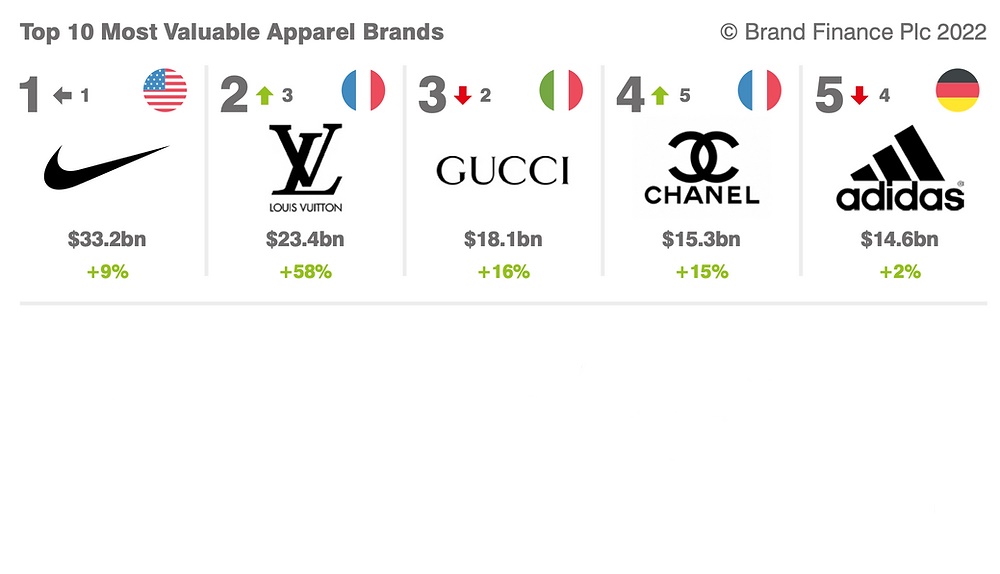 Top 10 Most Valuable Apparel Brands
© Brand Finance Plc 2022
1 1
2 3
3 2
4 5
5 4
LV
LOUIS VUITTON
GUCCI
CHANEL
adidas®
$33.2bn
$23.4bn
$18.1bn
$15.3bn
$14.6bn
+9%
+58%
+16%
+15%
+2%